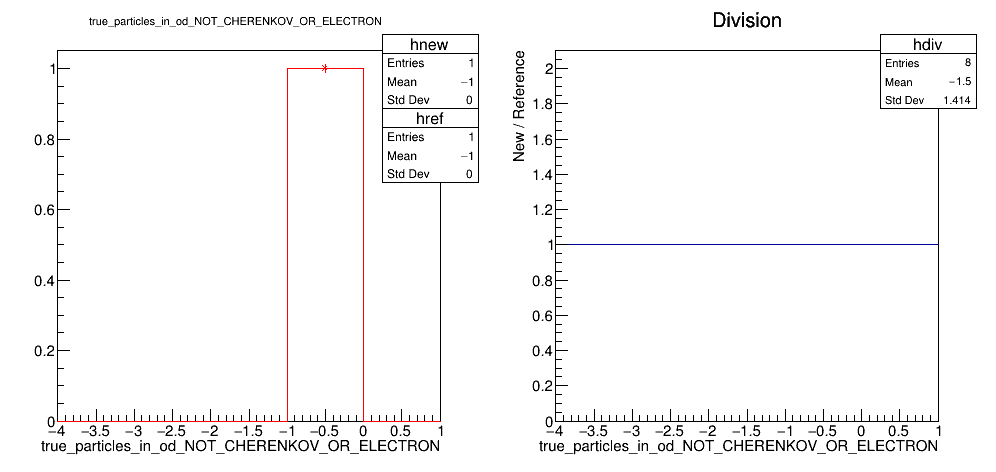 true_particles_in_od_NOT_CHERENKOV_OR_ELECTRON
hnew
Entries 1
Mean −1
Std Dev 0
href
Entries 1
Mean −1
Std Dev 0
1
0.8
0.6
0.4
0.2
0
−4 −3.5 −3 −2.5 −2 −1.5 −1 −0.5 0 0.5 1
true_particles_in_od_NOT_CHERENKOV_OR_ELECTRON
Division
hdiv
Entries 8
Mean −1.5
Std Dev 1.414
New / Reference
2
1.8
1.6
1.4
1.2
1
0.8
0.6
0.4
0.2
0
−4 −3.5 −3 −2.5 −2 −1.5 −1 −0.5 0 0.5 1
true_particles_in_od_NOT_CHERENKOV_OR_ELECTRON